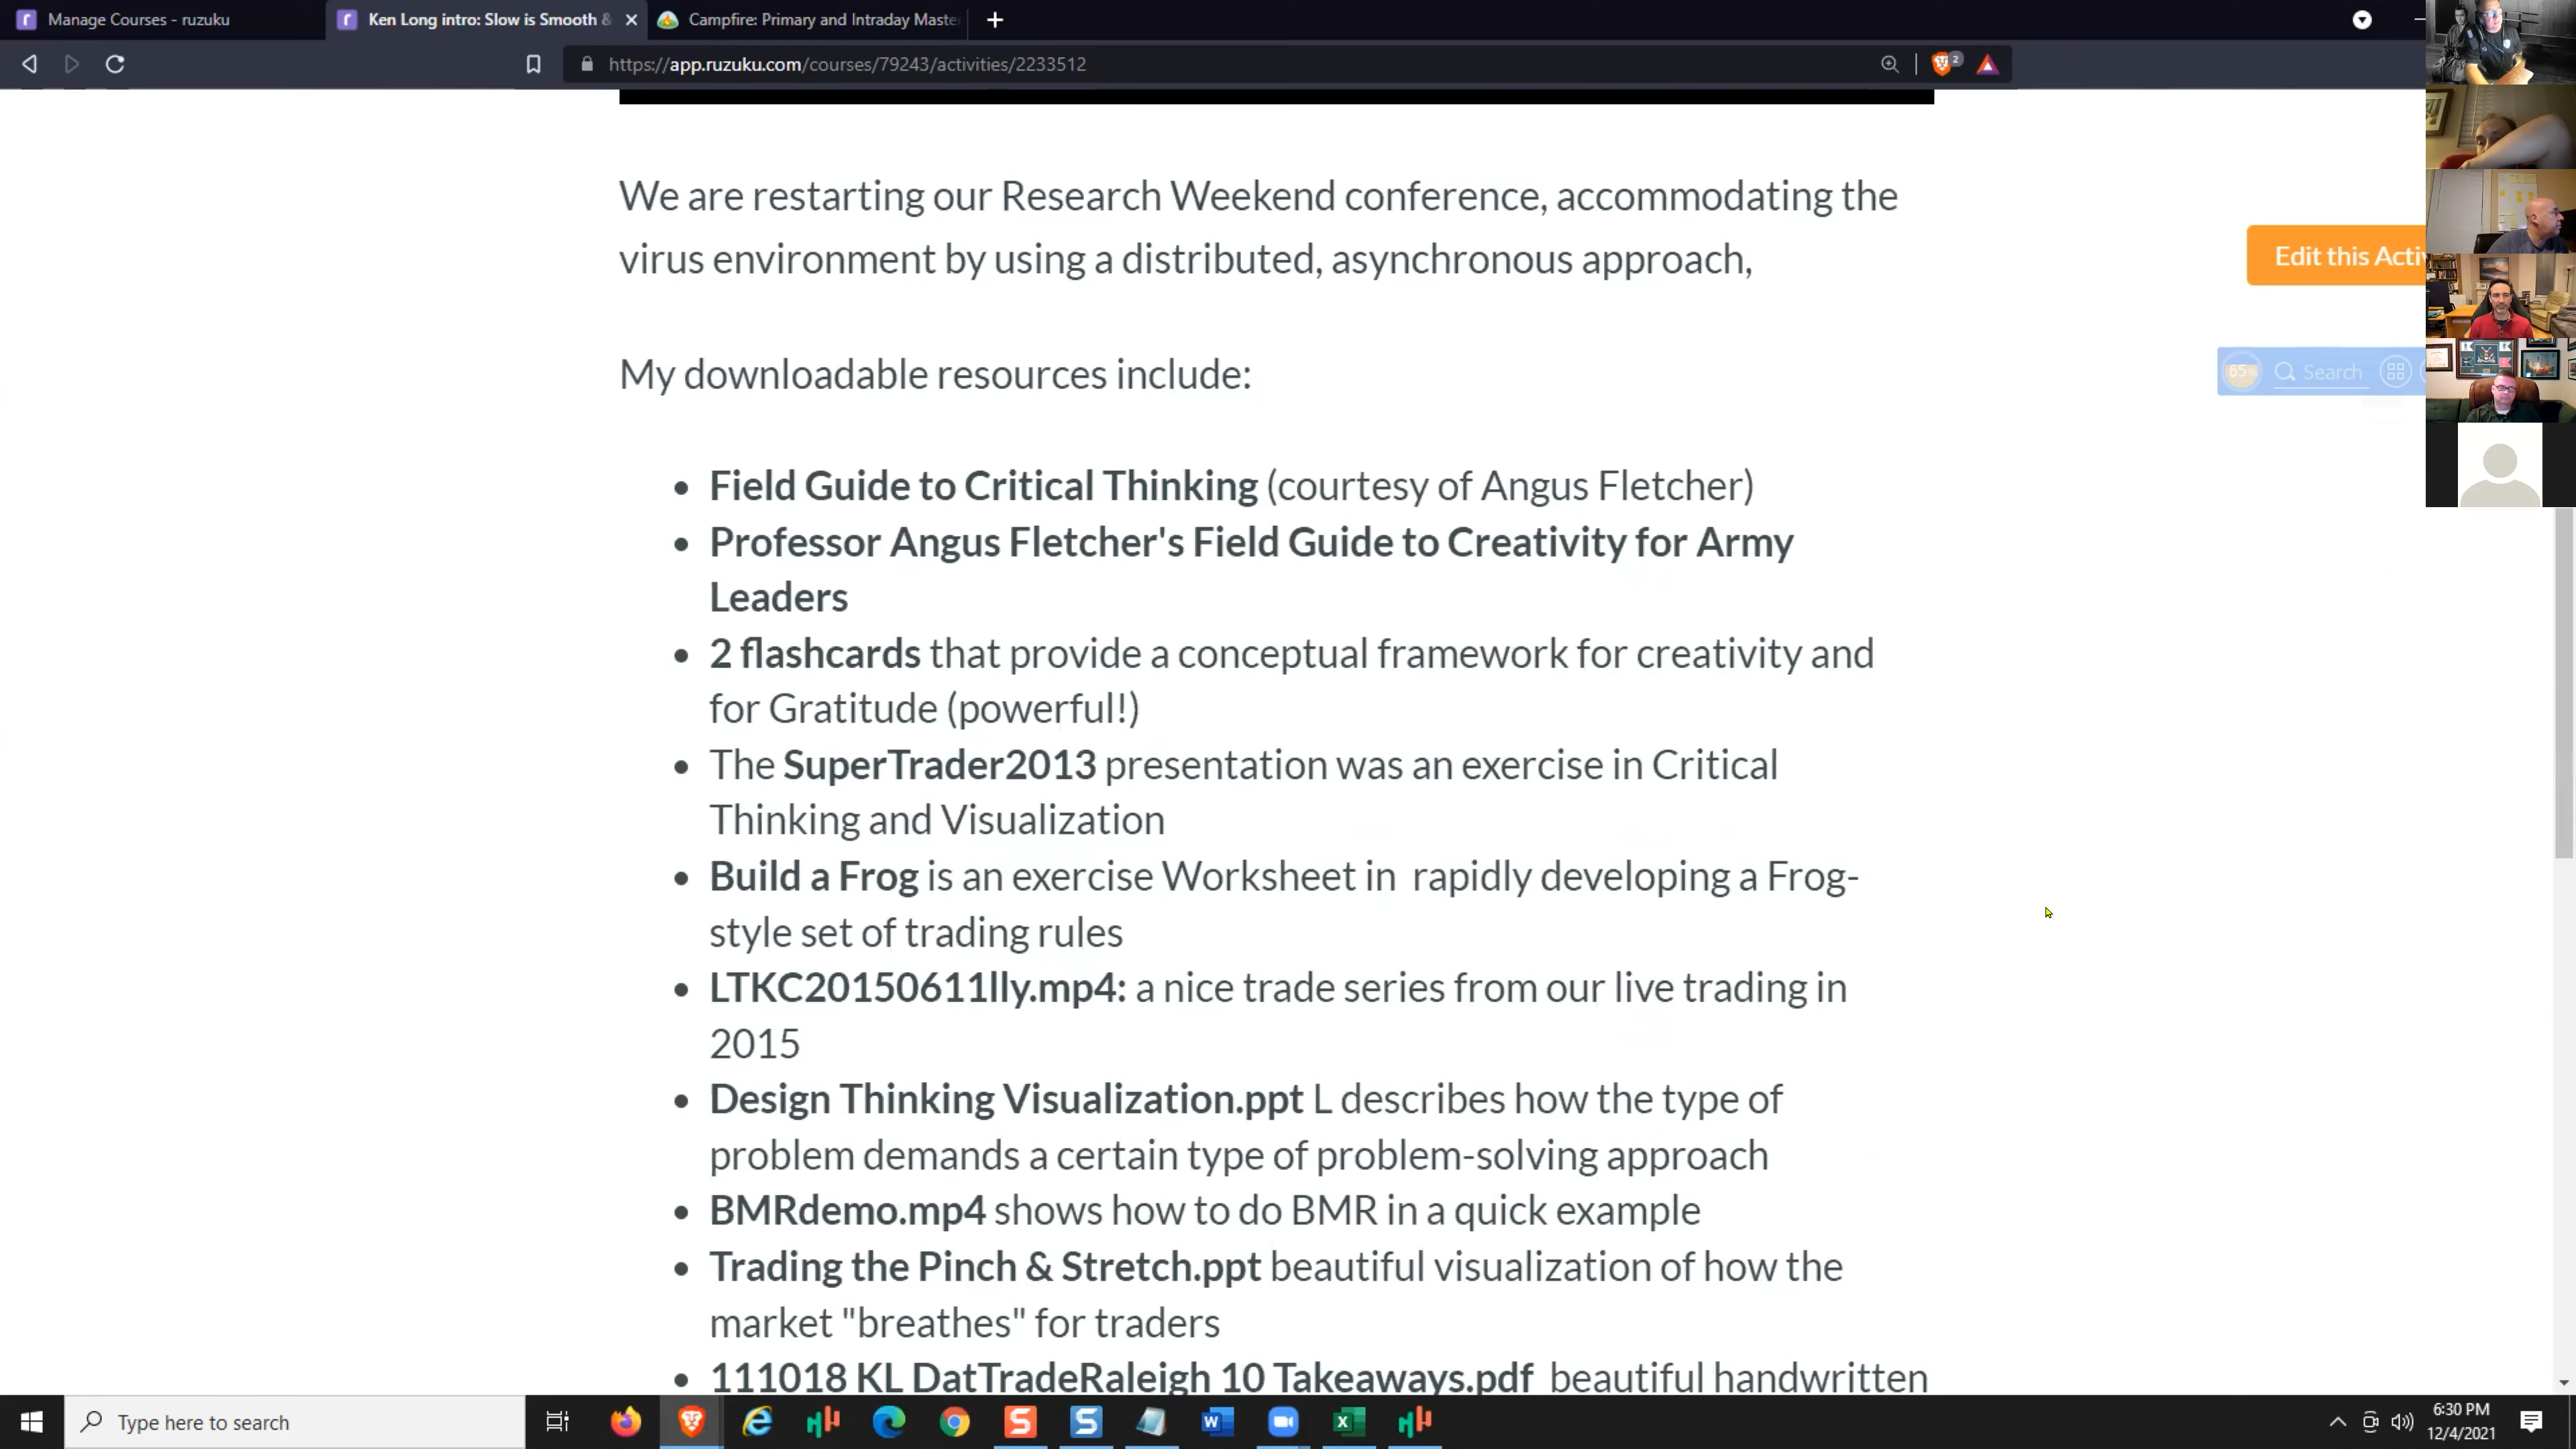 Manage Courses - ruzuku
Ken Long intro: Slow is Smooth &
Campfire: Primary and Intraday Maste
https://app.ruzuku.com/courses/79243/activities/2233512
2
We are restarting our Research Weekend conference, accommodating the
virus environment by using a distributed, asynchronous approach,
Edit this Acti
My downloadable resources include:
65
Search
• Field Guide to Critical Thinking (courtesy of Angus Fletcher)
• Professor Angus Fletcher's Field Guide to Creativity for Army
Leaders
• 2 flashcards that provide a conceptual framework for creativity and
for Gratitude (powerful!)
• The SuperTrader2013 presentation was an exercise in Critical
Thinking and Visualization
• Build a Frog is an exercise Worksheet in  rapidly developing a Frog-
style set of trading rules
• LTKC20150611lly.mp4: a nice trade series from our live trading in
2015
• Design Thinking Visualization.ppt L describes how the type of
problem demands a certain type of problem-solving approach
• BMRdemo.mp4 shows how to do BMR in a quick example
• Trading the Pinch & Stretch.ppt beautiful visualization of how the
market "breathes" for traders
• 111018 KL DatTradeRaleigh 10 Takeaways.pdf  beautiful handwritten
Type here to search
6:30 PM
12/4/2021